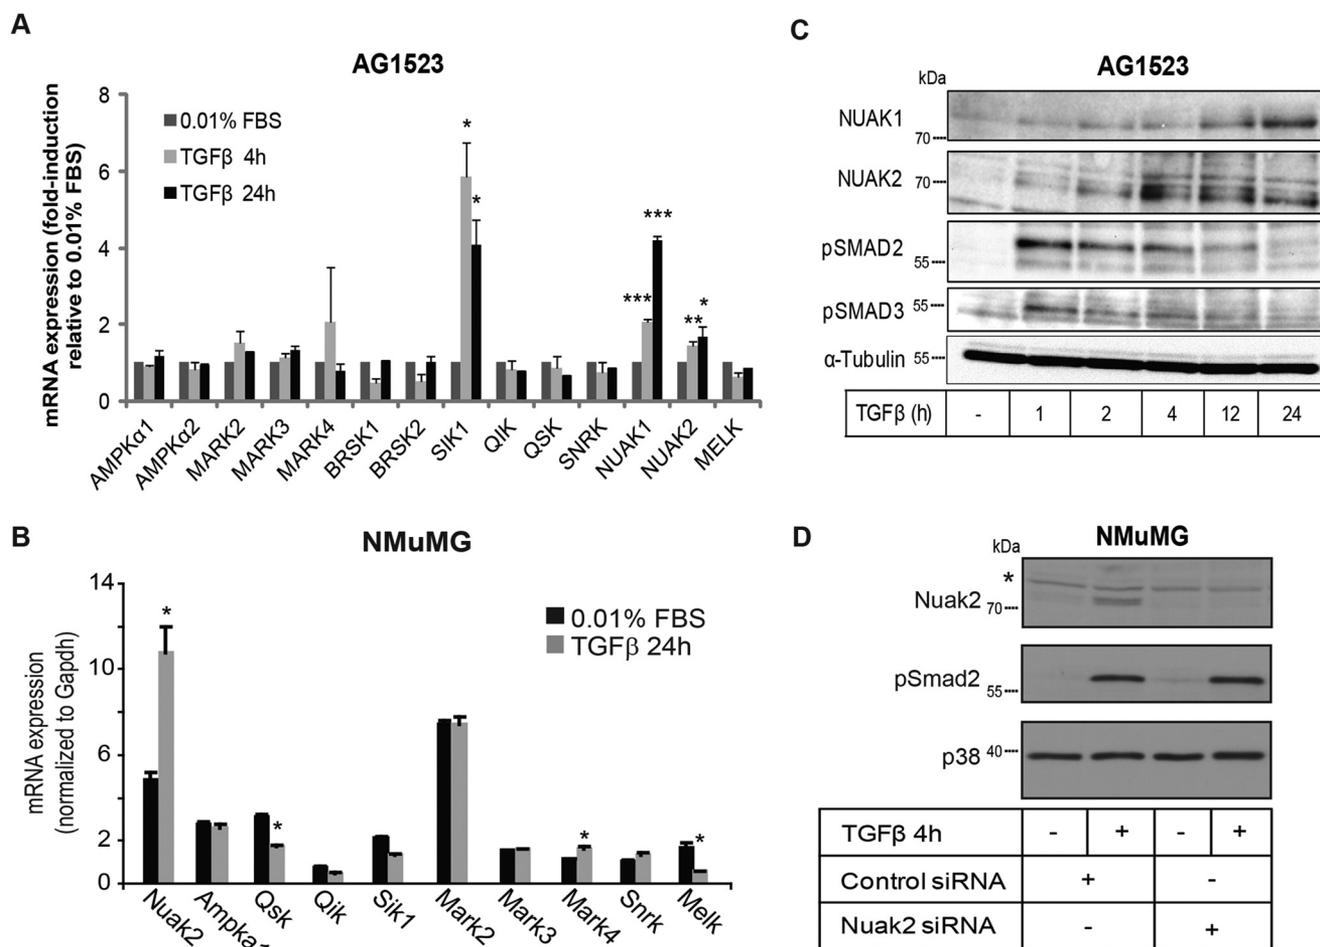 A
AG1523
mRNA expression (fold-induction
relative to 0.01% FBS)
8
6
4
2
0
0.01% FBS
TGFβ 4h
TGFβ 24h
*
*
***
***
**
*
AMPKα1
AMPKα2
MARK2
MARK3
MARK4
BRSK1
BRSK2
SIK1
QIK
QSK
SNRK
NUAK1
NUAK2
MELK
B
NMuMG
mRNA expression
(normalized to Gapdh)
14
10
6
2
0
0.01% FBS
TGFβ 24h
*
*
*
*
Nuak2
Ampka1
Qsk
Qik
Sik1
Mark2
Mark3
Mark4
Snrk
Melk
C
AG1523
kDa
NUAK1
70
NUAK2
70
pSMAD2
55
pSMAD3
55
α-Tubulin
55
TGFβ (h) - 1 2 4 12 24
D
NMuMG
kDa
*
Nuak2
70
pSmad2
55
p38
40
TGFβ 4h - + - +
Control siRNA + -
Nuak2 siRNA - +